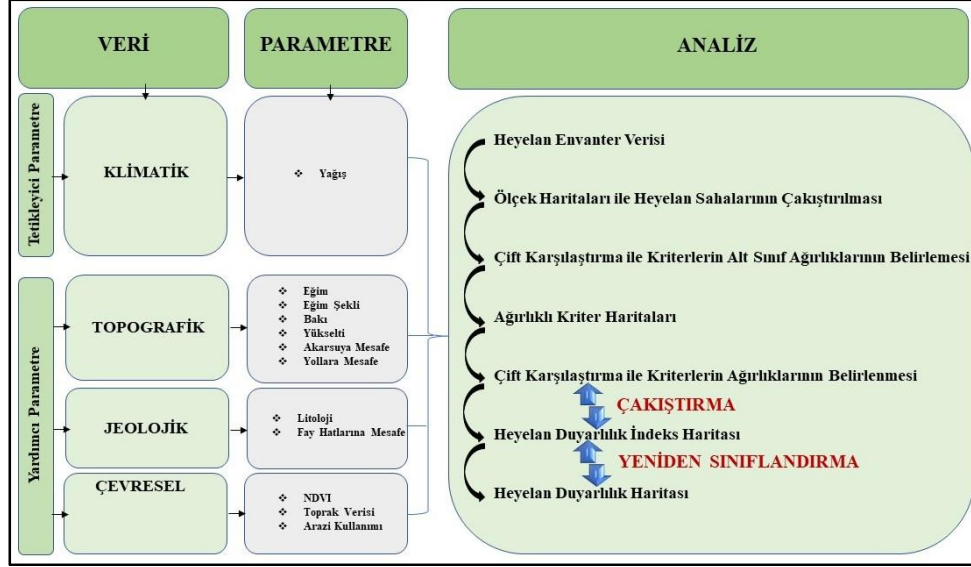 VERİ
PARAMETRE
ANALİZ
Tetikleyici Parametre
KLİMATİK
❖ Yağış
Yardımcı Parametre
TOPOGRAFİK
❖ Eğim
❖ Eğim Şekli
❖ Bakı
❖ Yükselti
❖ Akarsuya Mesafe
❖ Yollara Mesafe
JEOLOJİK
❖ Litoloji
❖ Fay Hatlarına Mesafe
ÇEVRESEL
❖ NDVI
❖ Toprak Verisi
❖ Arazi Kullanımı
Heyelan Envanter Verisi
Ölçek Haritaları ile Heyelan Sahalarının Çakıştırılması
Çift Karşılaştırma ile Kriterlerin Alt Sınıf Ağırlıklarının Belirlemesi
Ağırlıklı Kriter Haritaları
Çift Karşılaştırma ile Kriterlerin Ağırlıklarının Belirlenmesi
ÇAKIŞTIRMA
Heyelan Duyarlılık İndeks Haritası
YENİDEN SINIFLANDIRMA
Heyelan Duyarlılık Haritası